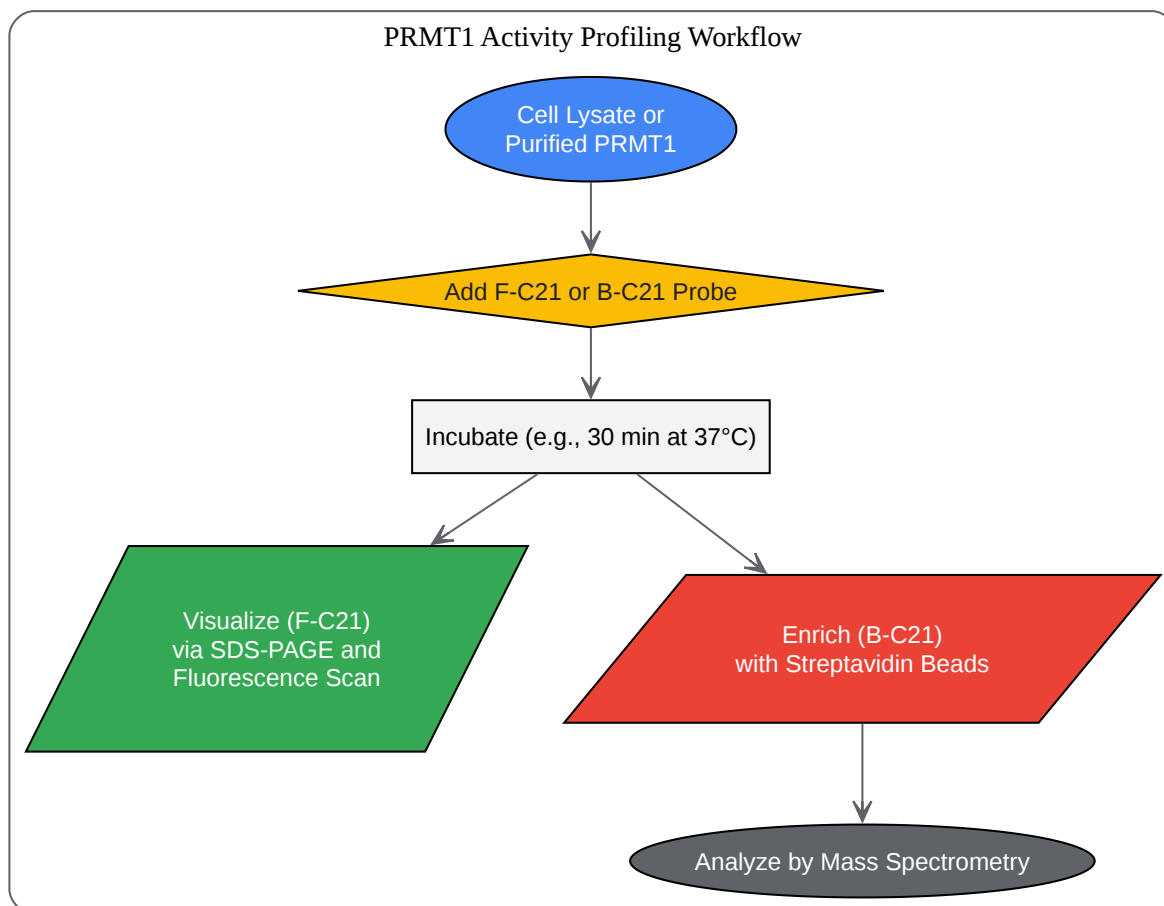 PRMT1 Activity Profiling Workflow
Cell Lysate or
Purified PRMT1
Add F-C21 or B-C21 Probe
Incubate (e.g., 30 min at 37°C)
Visualize (F-C21)
via SDS-PAGE and
Fluorescence Scan
Enrich (B-C21)
with Streptavidin Beads
Analyze by Mass Spectrometry